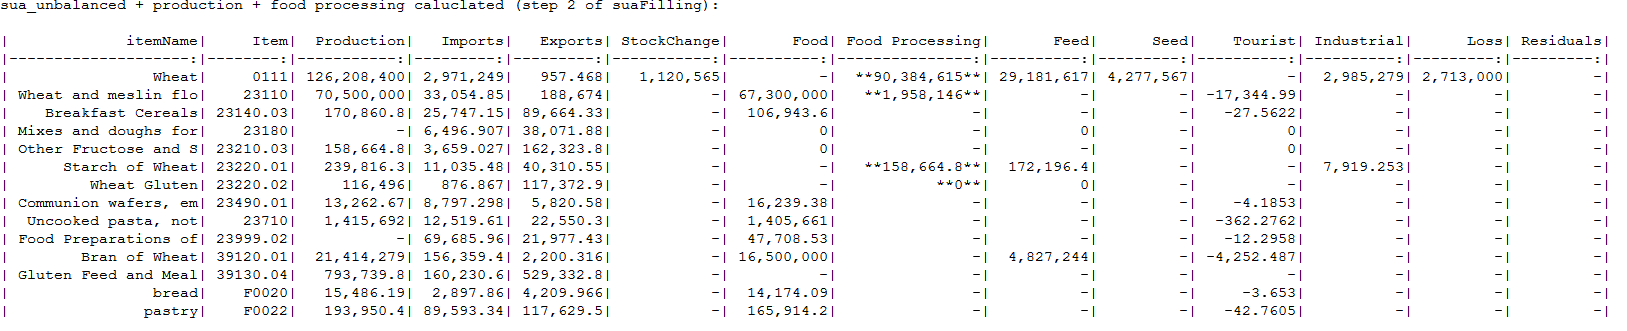 sua_unbalanced + production + food processing caluclated (step 2 of suaFilling):
| itemName| Item| Production| Imports| Exports| StockChange| Food| Food Processing| Feed| Seed| Tourist| Industrial| Loss| Residuals|
|------------------:|--------:|-----------:|---------:|---------:|-----------:|----------:|---------------:|----------:|---------:|----------:|----------:|---------:|---------:|
| Wheat| 0111| 126,208,400| 2,971,249| 957.468| 1,120,565| -| **90,384,615**| 29,181,617| 4,277,567| -| 2,985,279| 2,713,000| -|
| Wheat and meslin flo| 23110| 70,500,000| 33,054.85| 188,674| -| 67,300,000| **1,958,146**| -| -| -17,344.99| -| -| -|
| Breakfast Cereals| 23140.03| 170,860.8| 25,747.15| 89,664.33| -| 106,943.6| -| -| -| -27.5622| -| -| -|
| Mixes and doughs for| 23180| -| 6,496.907| 38,071.88| -| 0| -| 0| -| 0| -| -| -|
| Other Fructose and S| 23210.03| 158,664.8| 3,659.027| 162,323.8| -| 0| -| -| -| 0| -| -| -|
| Starch of Wheat| 23220.01| 239,816.3| 11,035.48| 40,310.55| -| -| **158,664.8**| 172,196.4| -| -| 7,919.253| -| -|
| Wheat Gluten| 23220.02| 116,496| 876.867| 117,372.9| -| -| **0**| 0| -| -| -| -| -|
| Communion wafers, em| 23490.01| 13,262.67| 8,797.298| 5,820.58| -| 16,239.38| -| -| -| -4.1853| -| -| -|
| Uncooked pasta, not| 23710| 1,415,692| 12,519.61| 22,550.3| -| 1,405,661| -| -| -| -362.2762| -| -| -|
| Food Preparations of| 23999.02| -| 69,685.96| 21,977.43| -| 47,708.53| -| -| -| -12.2958| -| -| -|
| Bran of Wheat| 39120.01| 21,414,279| 156,359.4| 2,200.316| -| 16,500,000| -| 4,827,244| -| -4,252.487| -| -| -|
| Gluten Feed and Meal| 39130.04| 793,739.8| 160,230.6| 529,332.8| -| -| -| -| -| -| -| -| -|
| bread| F0020| 15,486.19| 2,897.86| 4,209.966| -| 14,174.09| -| -| -| -3.653| -| -| -|
| pastry| F0022| 193,950.4| 89,593.34| 117,629.5| -| 165,914.2| -| -| -| -42.7605| -| -| -|